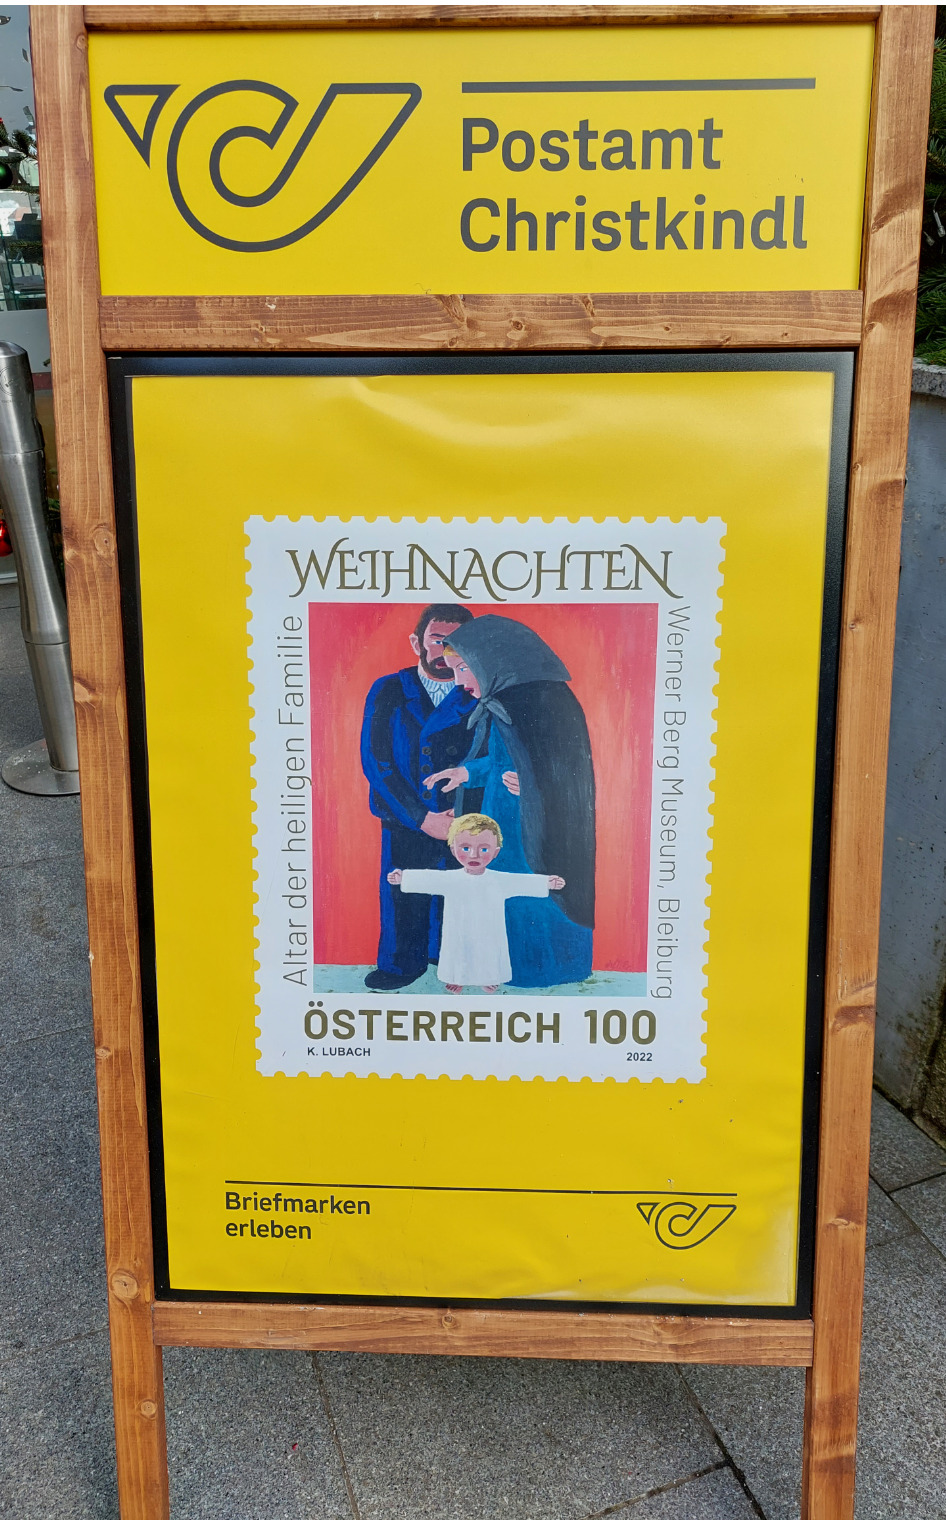 Postamt
Christkindl
WEIHNACHTEN
Altar der heiligen Familie
Werner Berg Museum, Bleiburg
ÖSTERREICH 100
K. LUBACH
2022
Briefmarken
erleben